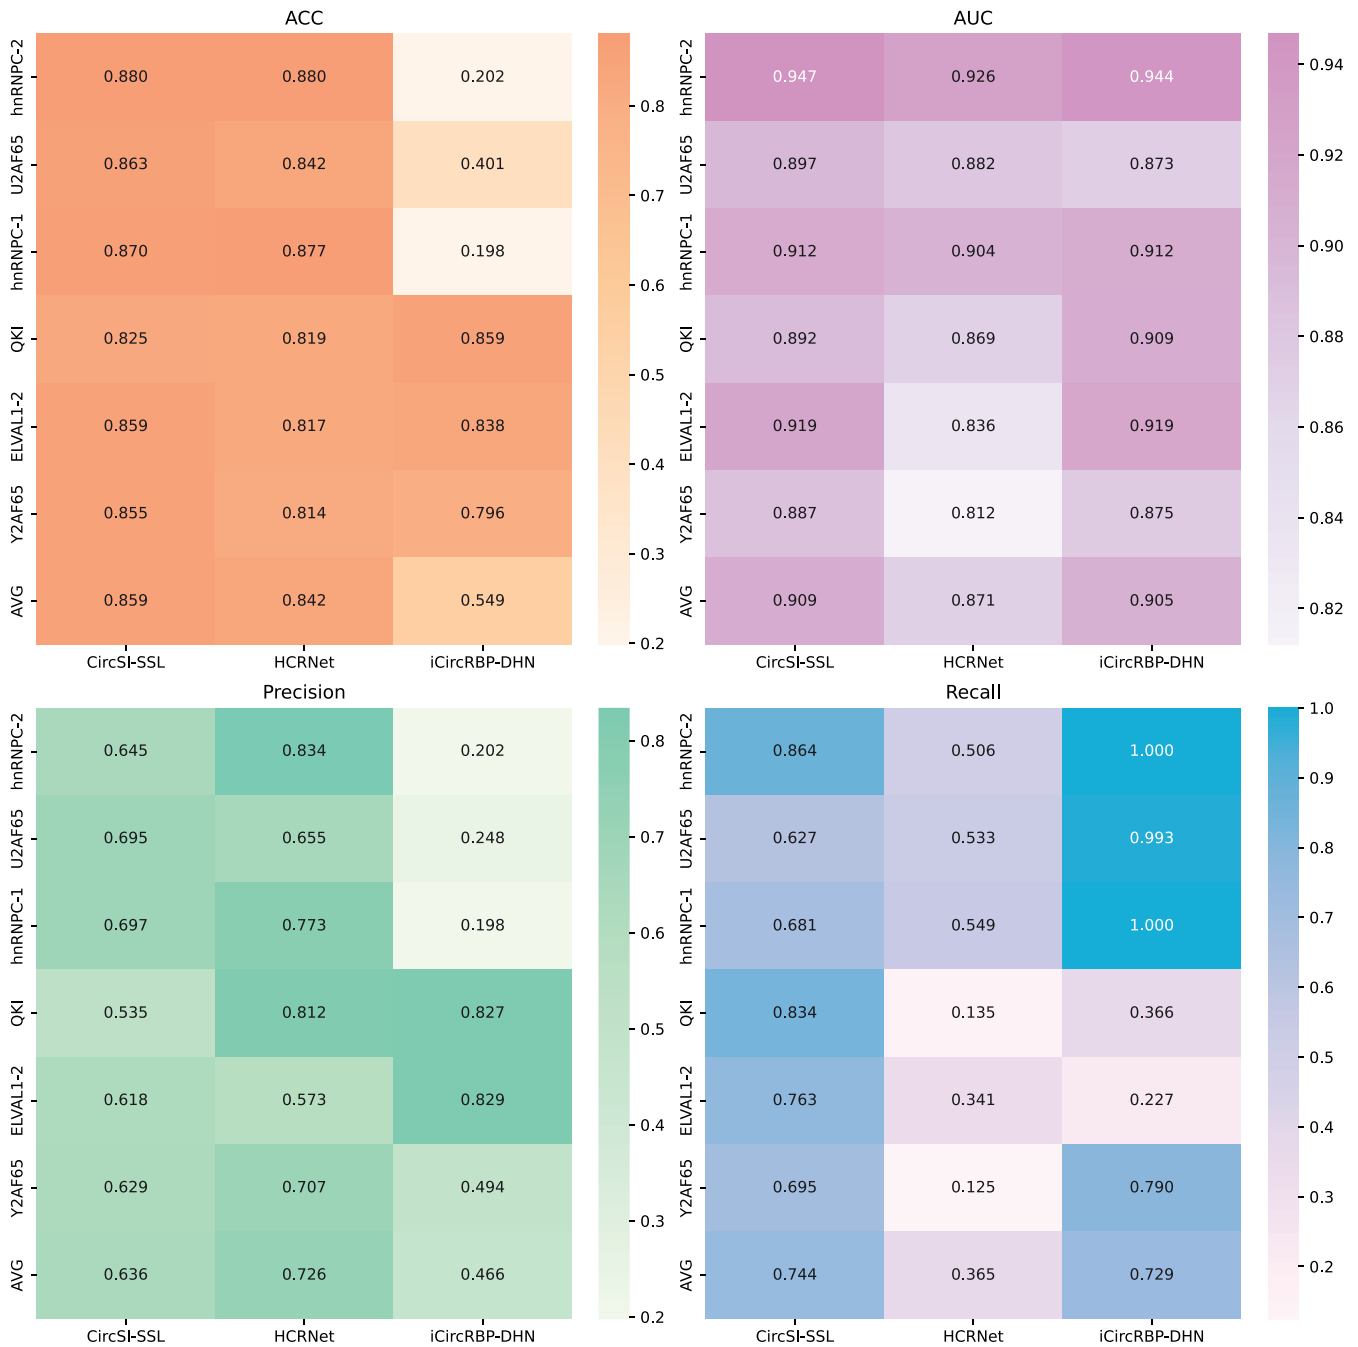 ACC
hnRNPC-2 0.880 0.880 0.202
U2AF65 0.863 0.842 0.401
hnRNPC-1 0.870 0.877 0.198
QKI 0.825 0.819 0.859
ELVAL1-2 0.859 0.817 0.838
Y2AF65 0.855 0.814 0.796
AVG 0.859 0.842 0.549
CircSI-SSL HCRNet iCircRBP-DHN
0.8
0.7
0.6
0.5
0.4
0.3
0.2
AUC
hnRNPC-2 0.947 0.926 0.944
U2AF65 0.897 0.882 0.873
hnRNPC-1 0.912 0.904 0.912
QKI 0.892 0.869 0.909
ELVAL1-2 0.919 0.836 0.919
Y2AF65 0.887 0.812 0.875
AVG 0.909 0.871 0.905
CircSI-SSL HCRNet iCircRBP-DHN
0.94
0.92
0.90
0.88
0.86
0.84
0.82
Precision
hnRNPC-2 0.645 0.834 0.202
U2AF65 0.695 0.655 0.248
hnRNPC-1 0.697 0.773 0.198
QKI 0.535 0.812 0.827
ELVAL1-2 0.618 0.573 0.829
Y2AF65 0.629 0.707 0.494
AVG 0.636 0.726 0.466
CircSI-SSL HCRNet iCircRBP-DHN
0.8
0.7
0.6
0.5
0.4
0.3
0.2
Recall
hnRNPC-2 0.864 0.506 1.000
U2AF65 0.627 0.533 0.993
hnRNPC-1 0.681 0.549 1.000
QKI 0.834 0.135 0.366
ELVAL1-2 0.763 0.341 0.227
Y2AF65 0.695 0.125 0.790
AVG 0.744 0.365 0.729
CircSI-SSL HCRNet iCircRBP-DHN
1.0
0.9
0.8
0.7
0.6
0.5
0.4
0.3
0.2